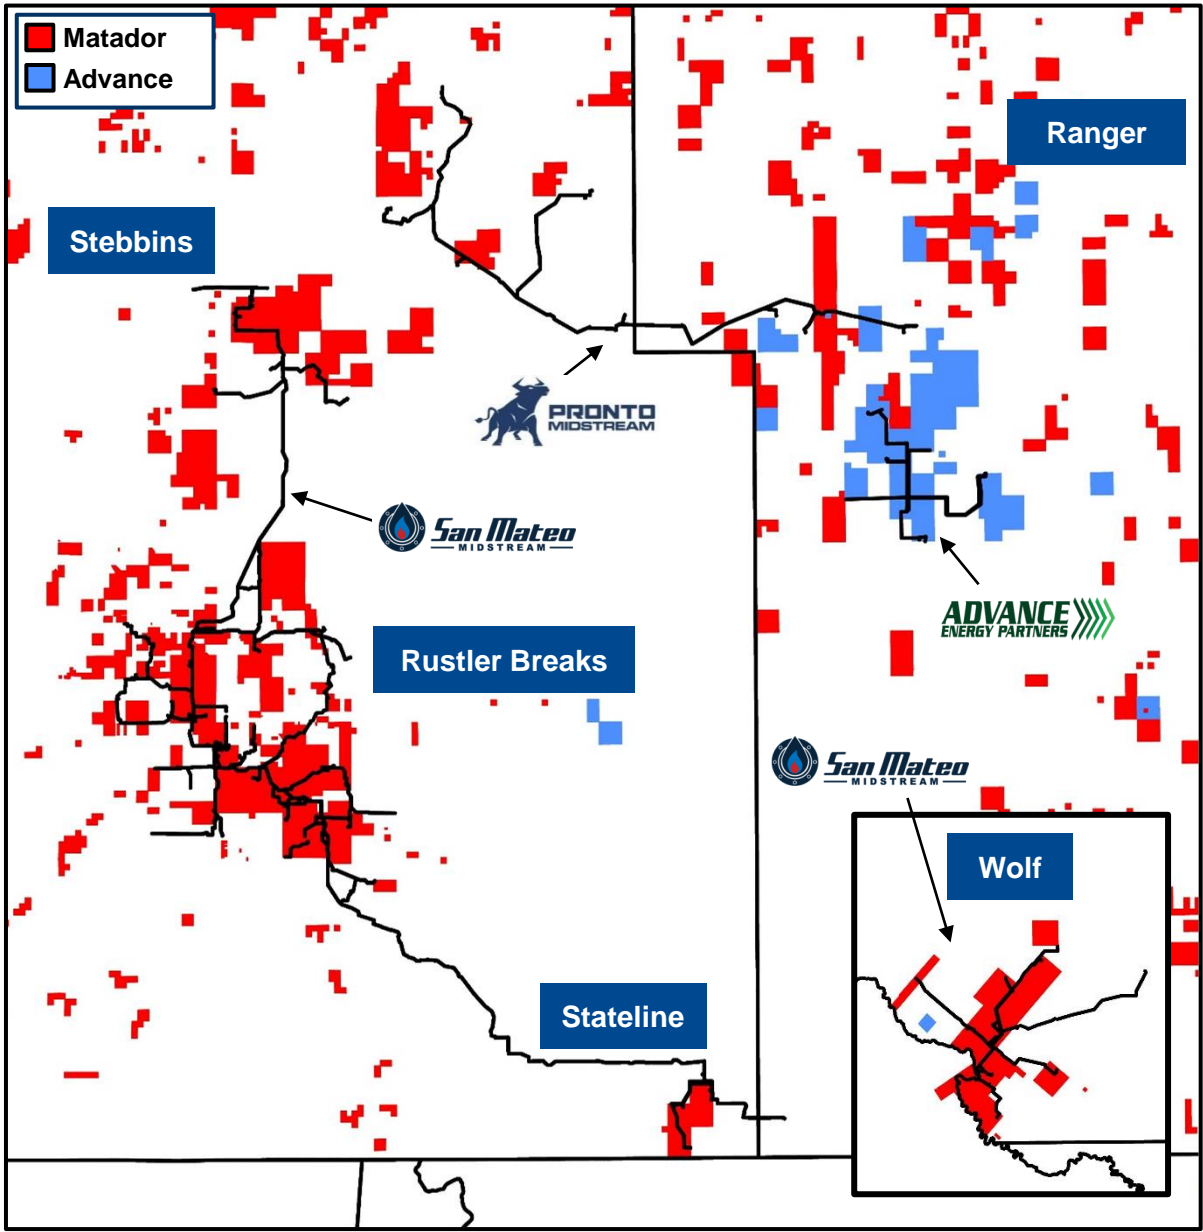 Matador
Advance
Ranger
Stebbins
PRONTO
MIDSTREAM
San Mateo
MIDSTREAM
ADVANCE
ENERGY PARTNERS
Rustler Breaks
San Mateo
MIDSTREAM
Wolf
Stateline